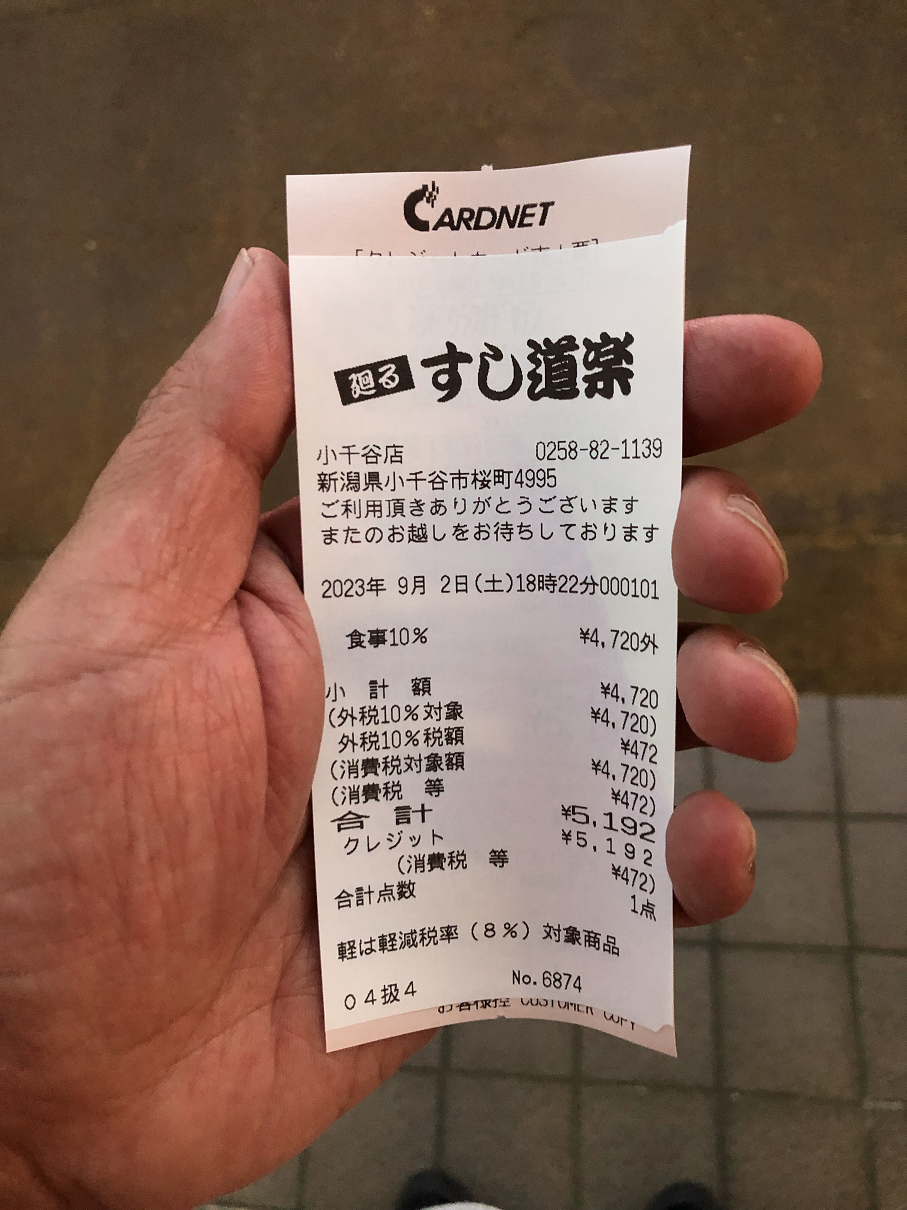 CARDNET
廻る すし道楽
小千谷店 0258-82-1139
新潟県小千谷市桜町4995
ご利用頂きありがとうございます
またのお越しをお待ちしております
2023年 9月 2日(土)18時22分000101
食事10% ¥4,720外
小 計 額 ¥4,720
(外税10%対象 ¥4,720)
外税10%税額 ¥472
(消費税対象額 ¥4,720)
(消費税 等 ¥472)
合 計 ¥5,192
クレジット ¥5,192
(消費税 等 ¥472)
合計点数 1点
軽は軽減税率(8%)対象商品
04扱4 No.6874
お客様控 CUSTOMER COPY